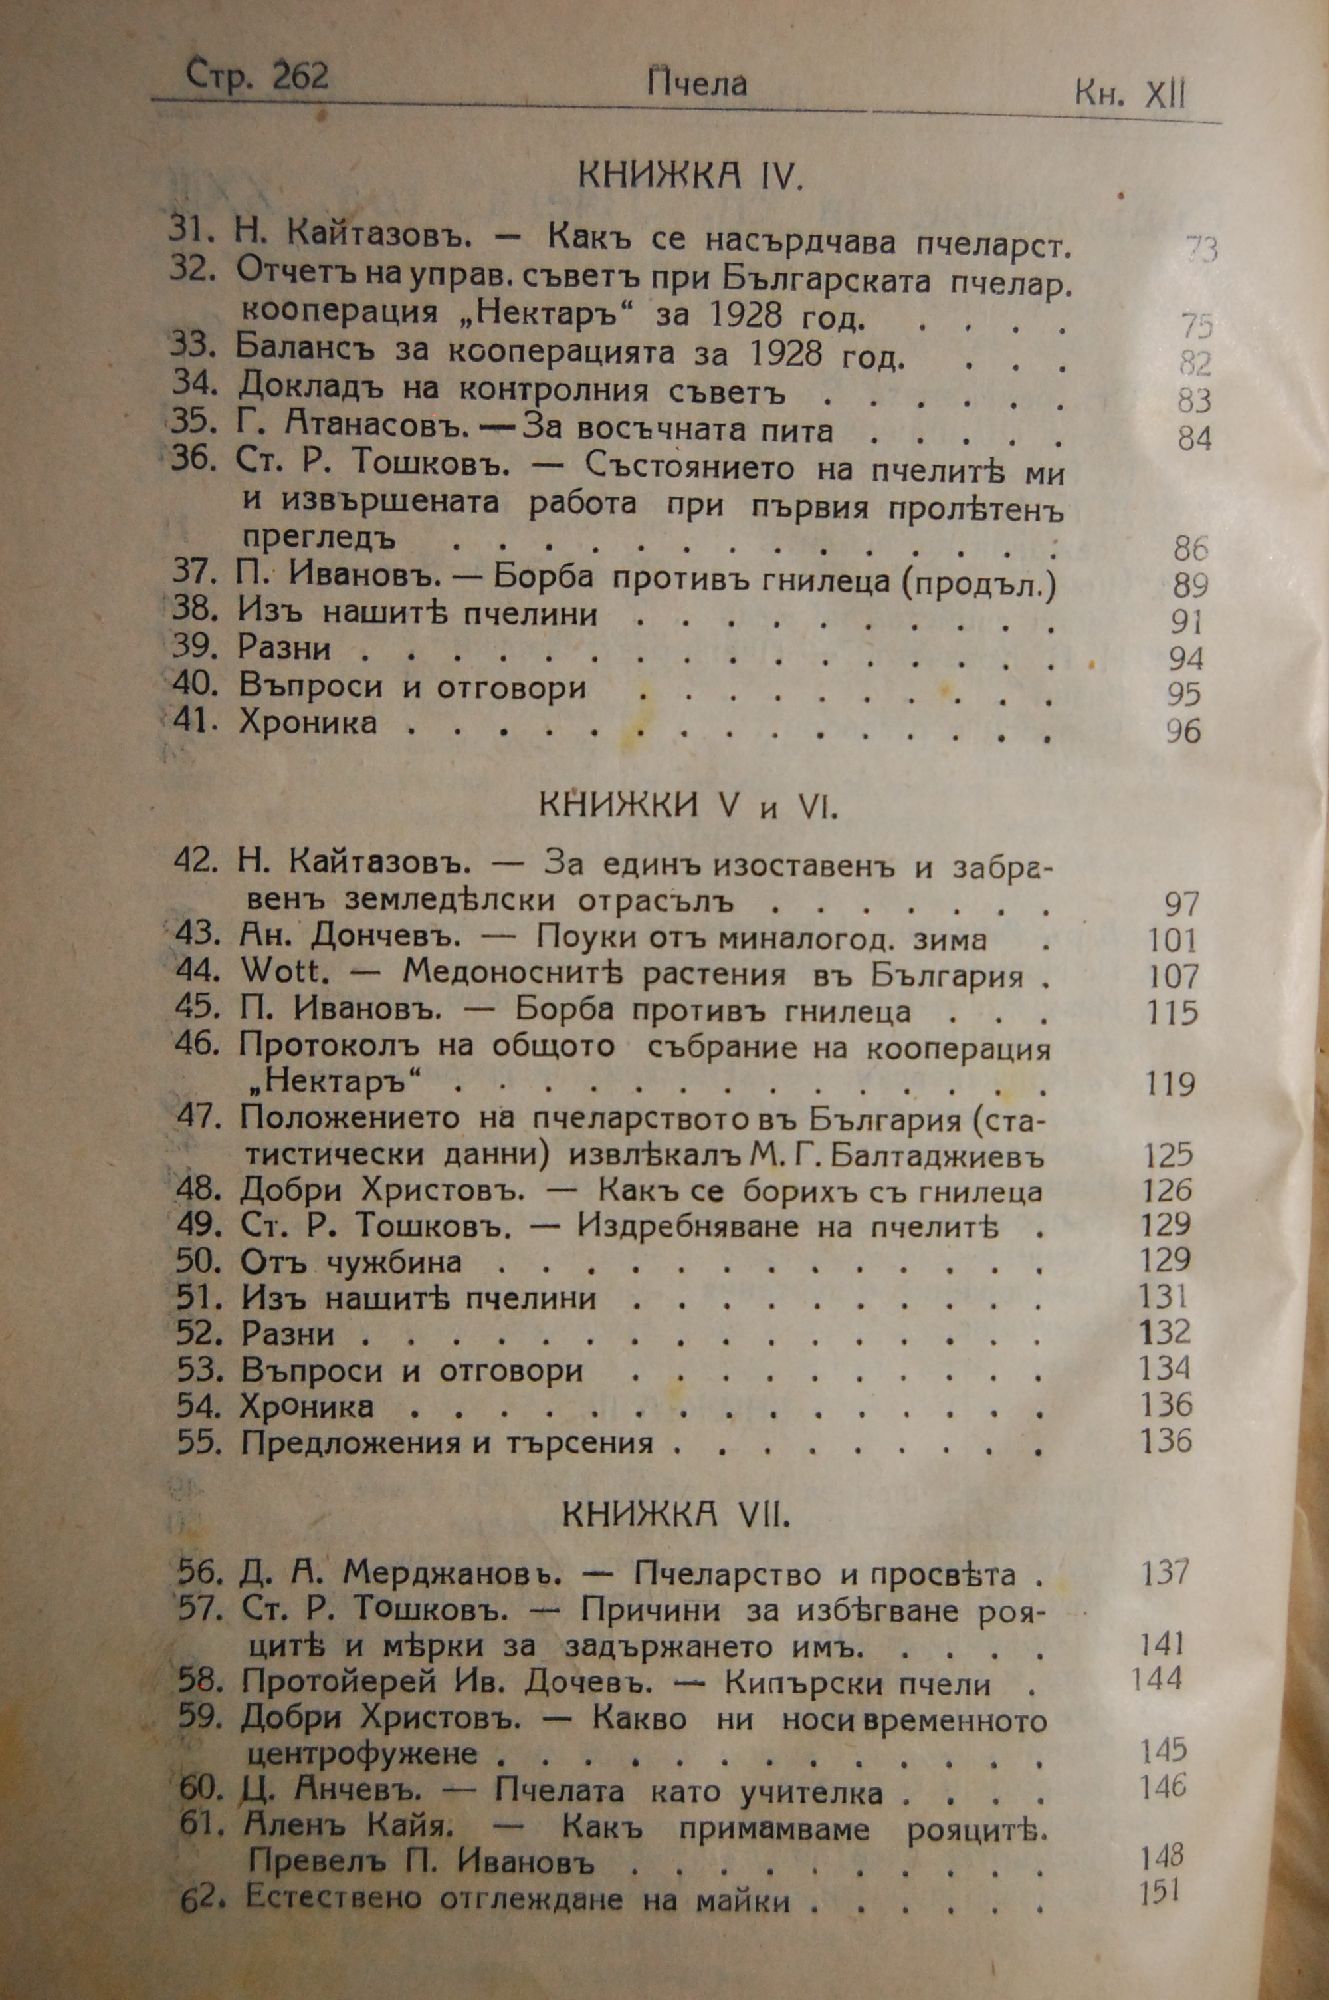 Стр. 262 Пчела Кн. XII
КНИЖКА IV.
31. Н. Кайтазовъ. — Какъ се насърдчава пчеларст. 73
32. Отчетъ на управ. съветъ при Българската пчелар.
кооперация „Нектаръ“ за 1928 год. . . . . 75
33. Балансъ за кооперацията за 1928 год. . . . 82
34. Докладъ на контролния съветъ . . . . . . 83
35. Г. Атанасовъ. — За восъчната пита . . . . . 84
36. Ст. Р. Тошковъ. — Състоянието на пчелитѣ ми
и извършената работа при първия пролѣтенъ
прегледъ . . . . . . . . . . . . . . 86
37. П. Ивановъ. — Борба противъ гнилеца (продъл.) 89
38. Изъ нашитѣ пчелини . . . . . . . . . . 91
39. Разни . . . . . . . . . . . . . . . . . 94
40. Въпроси и отговори . . . . . . . . . . 95
41. Хроника . . . . . . . . . . . . . . . 96
КНИЖКИ V и VI.
42. Н. Кайтазовъ. — За единъ изоставенъ и забра-
венъ земледѣлски отрасълъ . . . . . . . 97
43. Ан. Дончевъ. — Поуки отъ миналогод. зима . 101
44. Wott. — Медоноснитѣ растения въ България . 107
45. П. Ивановъ. — Борба противъ гнилеца . . . 115
46. Протоколъ на общото събрание на кооперация
„Нектаръ“ . . . . . . . . . . . . . . 119
47. Положението на пчеларството въ България (ста-
тистически данни) извлѣкалъ М. Г. Балтаджиевъ 125
48. Добри Христовъ. — Какъ се борихъ съ гнилеца 126
49. Ст. Р. Тошковъ. — Издребняване на пчелитѣ . 129
50. Отъ чужбина . . . . . . . . . . . . . 129
51. Изъ нашитѣ пчелини . . . . . . . . . . 131
52. Разни . . . . . . . . . . . . . . . . 132
53. Въпроси и отговори . . . . . . . . . . 134
54. Хроника . . . . . . . . . . . . . . . 136
55. Предложения и търсения . . . . . . . . . 136
КНИЖКА VII.
56. Д. А. Мерджановъ. — Пчеларство и просвѣта . 137
57. Ст. Р. Тошковъ. — Причини за избѣгване роя-
цитѣ и мѣрки за задържането имъ. . . . . 141
58. Протойерей Ив. Дочевъ. — Кипърски пчели . 144
59. Добри Христовъ. — Какво ни носи временното
центрофужене . . . . . . . . . . . . . 145
60. Ц. Анчевъ. — Пчелата като учителка . . . . 146
61. Аленъ Кайя. — Какъ примамваме рояцитѣ.
Превелъ П. Ивановъ . . . . . . . . . . 148
62. Естествено отглеждане на майки . . . . . . 151